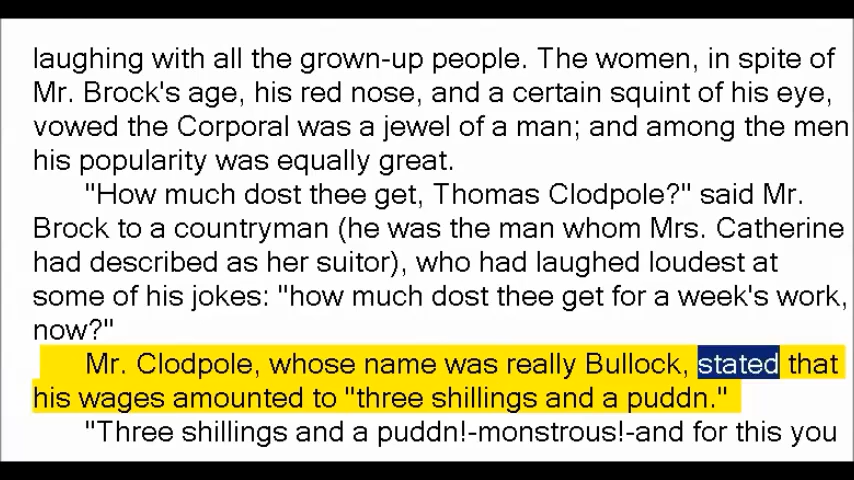 laughing with all the grown-up people. The women, in spite of
Mr. Brock's age, his red nose, and a certain squint of his eye,
vowed the Corporal was a jewel of a man; and among the men
his popularity was equally great.
"How much dost thee get, Thomas Clodpole?" said Mr.
Brock to a countryman (he was the man whom Mrs. Catherine
had described as her suitor), who had laughed loudest at
some of his jokes: "how much dost thee get for a week's work,
now?"
Mr. Clodpole, whose name was really Bullock, stated that
his wages amounted to "three shillings and a puddn."
"Three shillings and a puddn!-monstrous!-and for this you